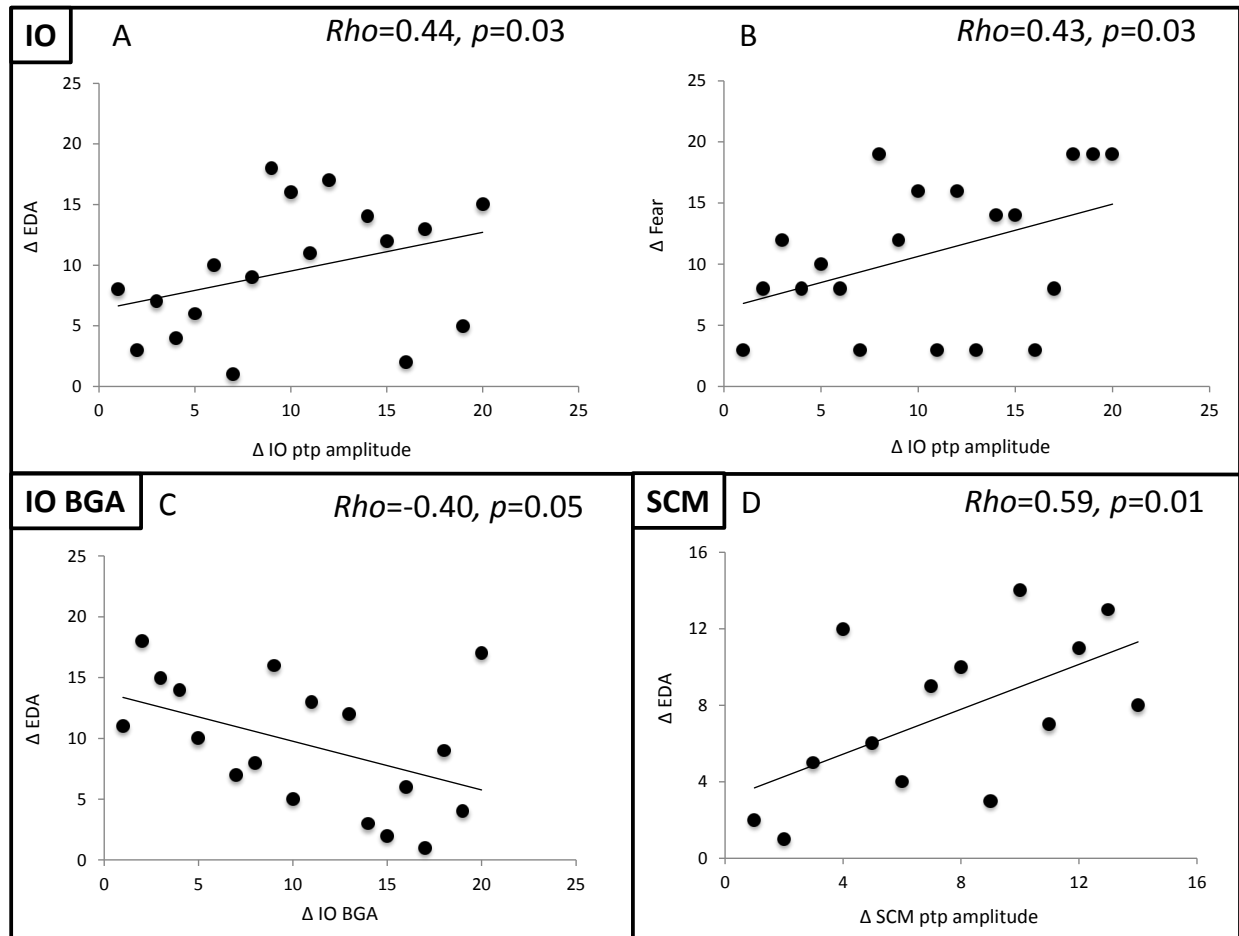 IO
A
Rho=0.44, p=0.03
25
20
15
10
5
0
Δ EDA
0 5 10 15 20 25
Δ IO ptp amplitude
B
Rho=0.43, p=0.03
25
20
15
10
5
0
Δ Fear
0 5 10 15 20 25
Δ IO ptp amplitude
IO BGA
C
Rho=-0.40, p=0.05
25
20
15
10
5
0
Δ EDA
0 5 10 15 20 25
Δ IO BGA
SCM
D
Rho=0.59, p=0.01
16
12
8
4
0
Δ EDA
0 4 8 12 16
Δ SCM ptp amplitude